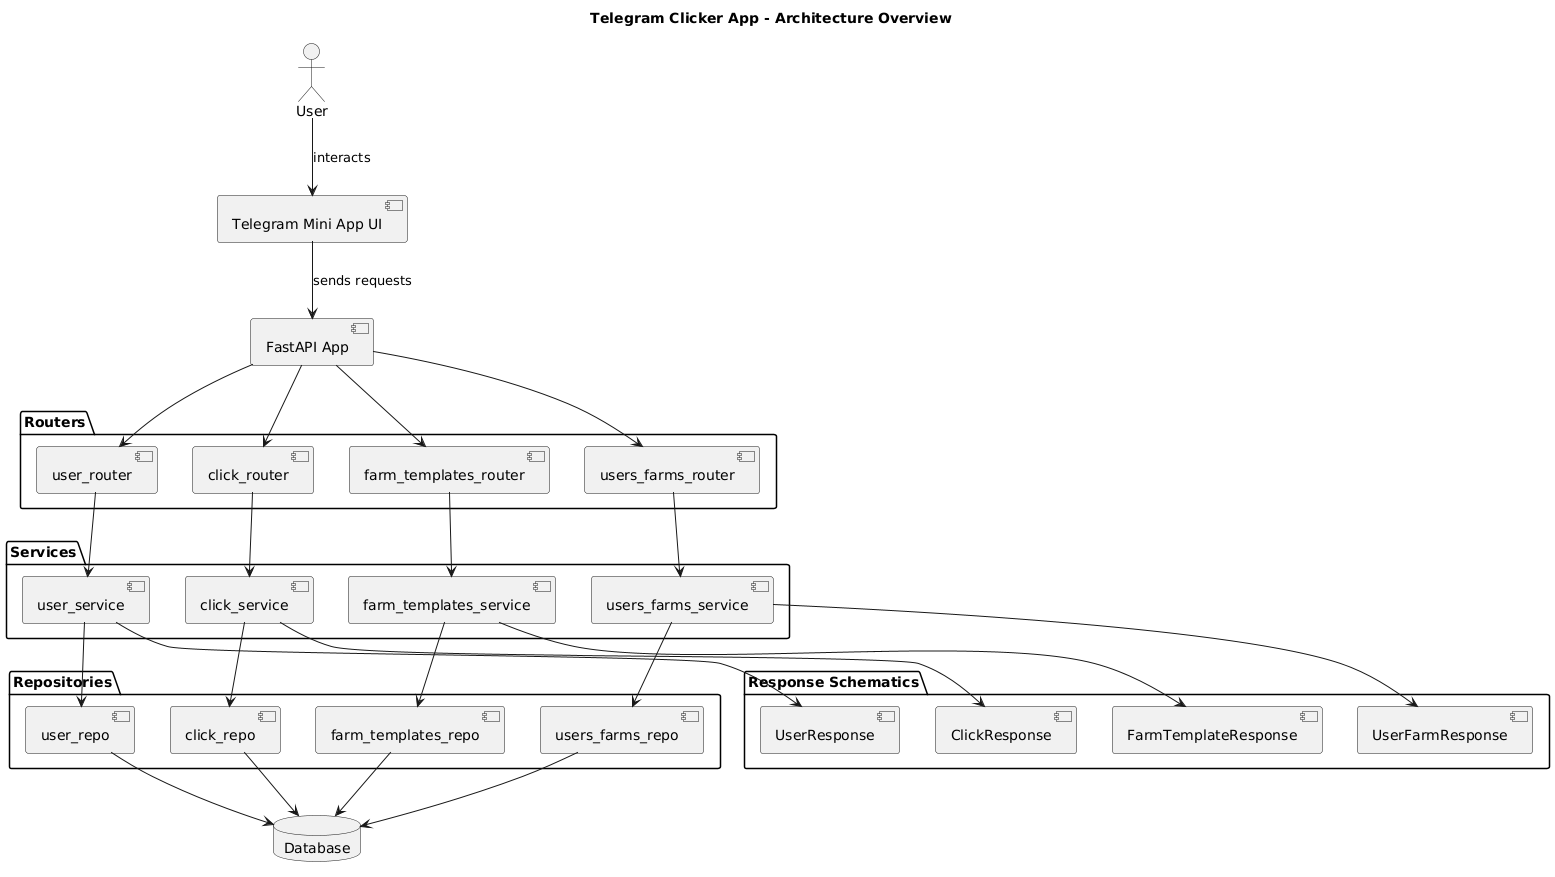 Telegram Clicker App - Architecture Overview
User
interacts
Telegram Mini App UI
sends requests
FastAPI App
Routers
user_router
click_router
farm_templates_router
users_farms_router
Services
user_service
click_service
farm_templates_service
users_farms_service
Repositories
user_repo
click_repo
farm_templates_repo
users_farms_repo
Response Schematics
UserResponse
ClickResponse
FarmTemplateResponse
UserFarmResponse
Database